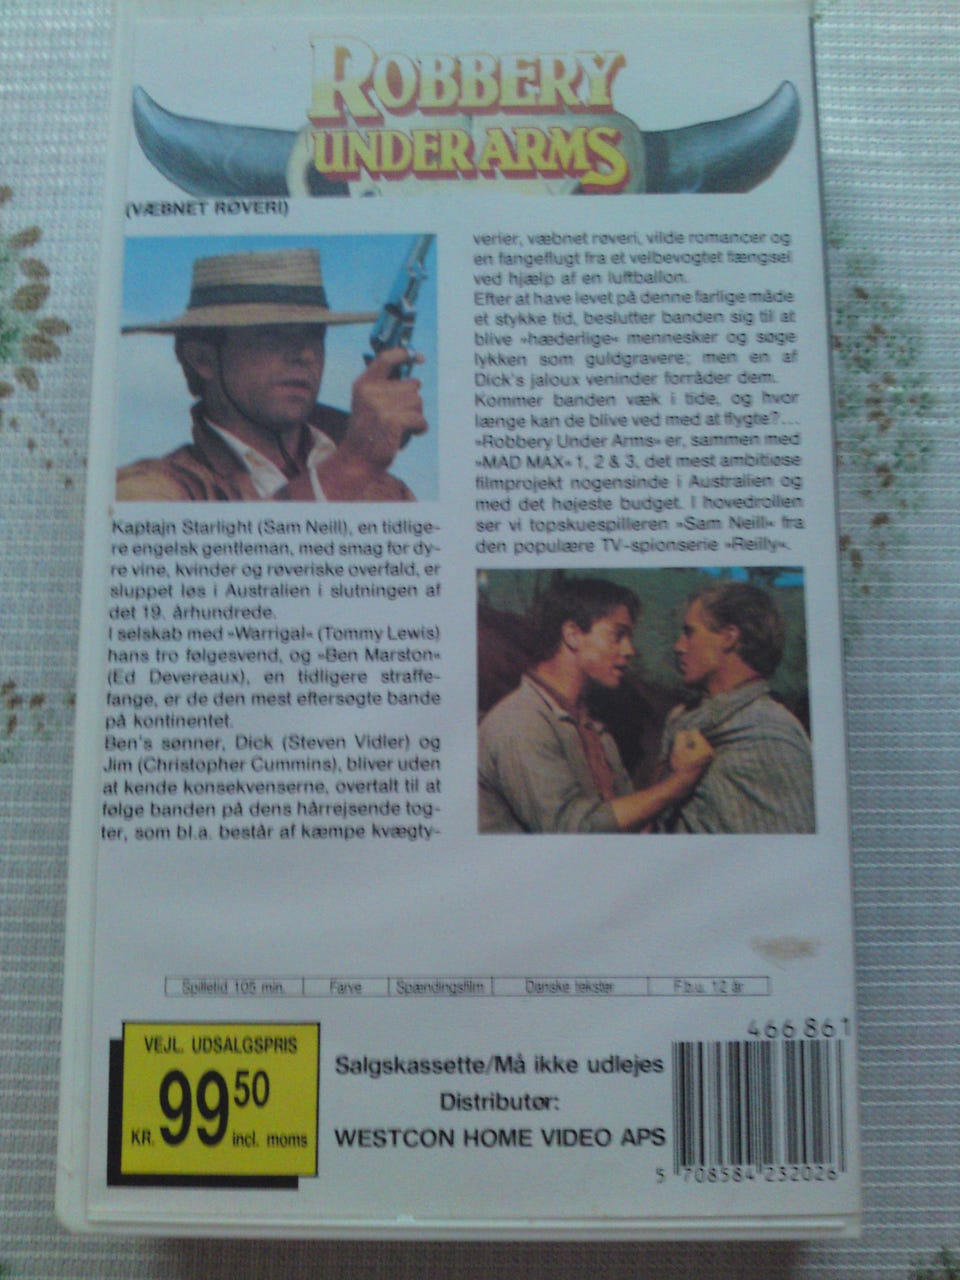 ROBBERY
UNDER ARMS
(VÆBNET RØVERI)
Kaptajn Starlight (Sam Neill), en tidlige-
re engelsk gentleman, med smag for dy-
re vine, kvinder og røveriske overfald, er
sluppet løs i Australien i slutningen af
det 19. århundrede.
I selskab med »Warrigal« (Tommy Lewis)
hans tro følgesvend, og »Ben Marston«
(Ed Devereaux), en tidligere straffe-
fange, er de den mest eftersøgte bande
på kontinentet.
Ben's sønner, Dick (Steven Vidler) og
Jim (Christopher Cummins), bliver uden
at kende konsekvenserne, overtalt til at
følge banden på dens hårrejsende tog-
ter, som bl.a. består af kæmpe kvægty-
verier, væbnet røveri, vilde romancer og
en fangeflugt fra et velbevogtet fængsel
ved hjælp af en luftballon.
Efter at have levet på denne farlige måde
et stykke tid, beslutter banden sig til at
blive »hæderlige« mennesker og søge
lykken som guldgravere; men en af
Dick's jaloux veninder forråder dem.
Kommer banden væk i tide, og hvor
længe kan de blive ved med at flygte?...
»Robbery Under Arms« er, sammen med
»MAD MAX« 1, 2 & 3, det mest ambitiøse
filmprojekt nogensinde i Australien og
med det højeste budget. I hovedrollen
ser vi topskuespilleren »Sam Neill« fra
den populære TV-spionserie »Reilly«.
Spilletid 105 min. Farve Spændingsfilm Danske tekster F.b.u. 12 år
VEJL. UDSALGSPRIS
KR. 99 50 incl. moms
Salgskassette/Må ikke udlejes
Distributør:
WESTCON HOME VIDEO APS
466861
5 708584 232026